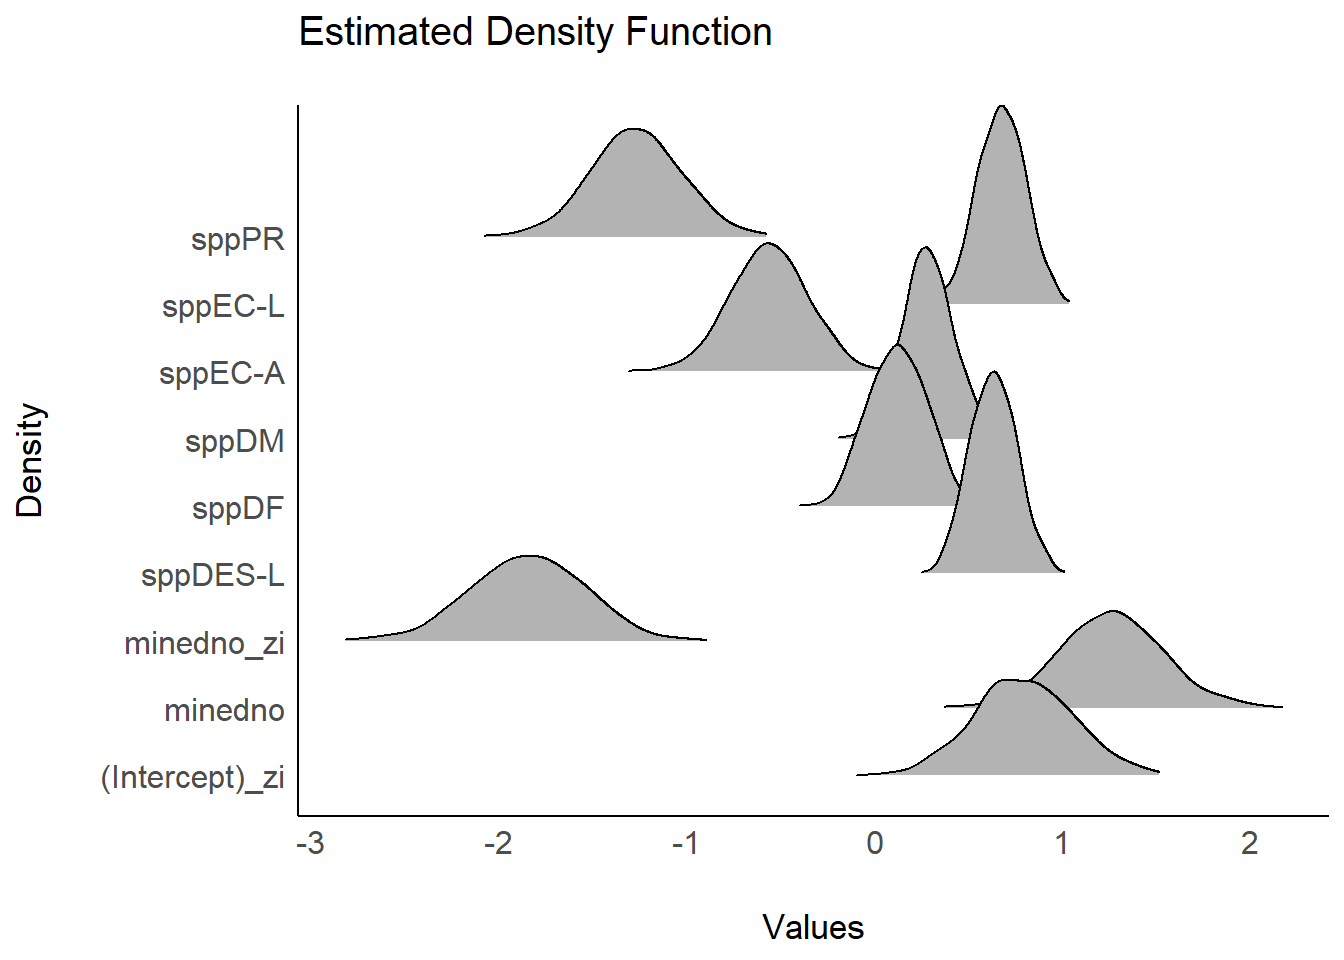 Estimated Density Function
Density
sppPR
sppEC-L
sppEC-A
sppDM
sppDF
sppDES-L
minedno_zi
minedno
(Intercept)_zi
-3 -2 -1 0 1 2
Values